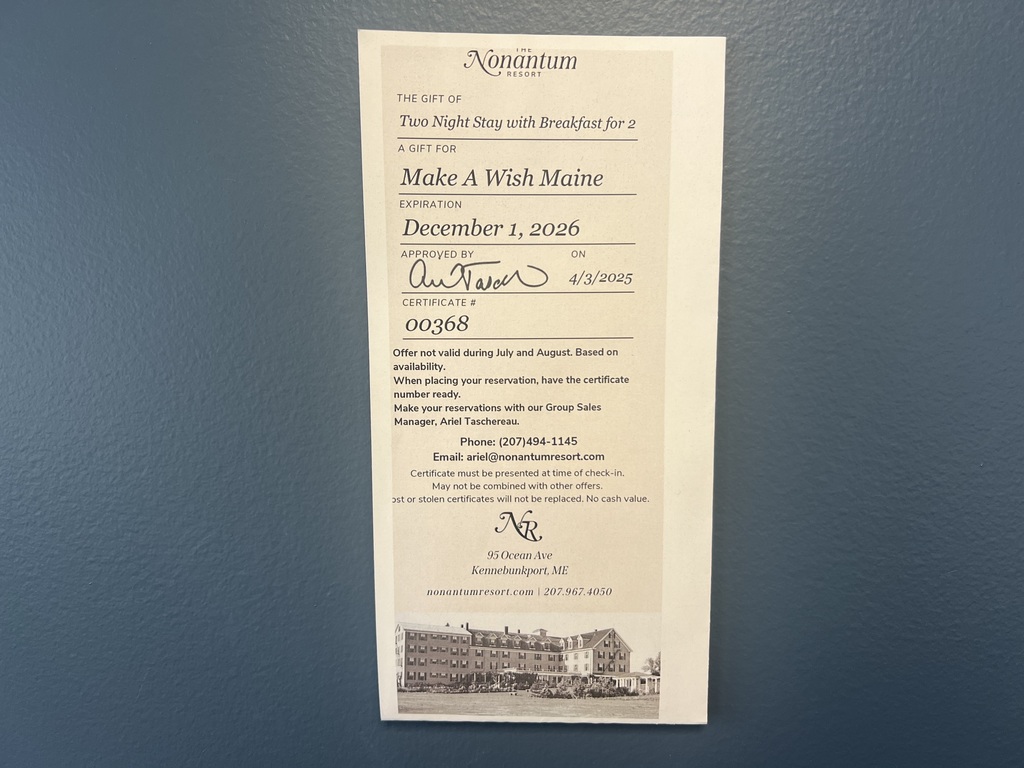 THE
Nonantum
RESORT
THE GIFT OF
Two Night Stay with Breakfast for 2
A GIFT FOR
Make A Wish Maine
EXPIRATION
December 1, 2026
APPROVED BY ON
4/3/2025
CERTIFICATE #
00368
Offer not valid during July and August. Based on
availability.
When placing your reservation, have the certificate
number ready.
Make your reservations with our Group Sales
Manager, Ariel Taschereau.
Phone: (207)494-1145
Email: ariel@nonantumresort.com
Certificate must be presented at time of check-in.
May not be combined with other offers.
ost or stolen certificates will not be replaced. No cash value.
NR
95 Ocean Ave
Kennebunkport, ME
nonantumresort.com | 207.967.4050